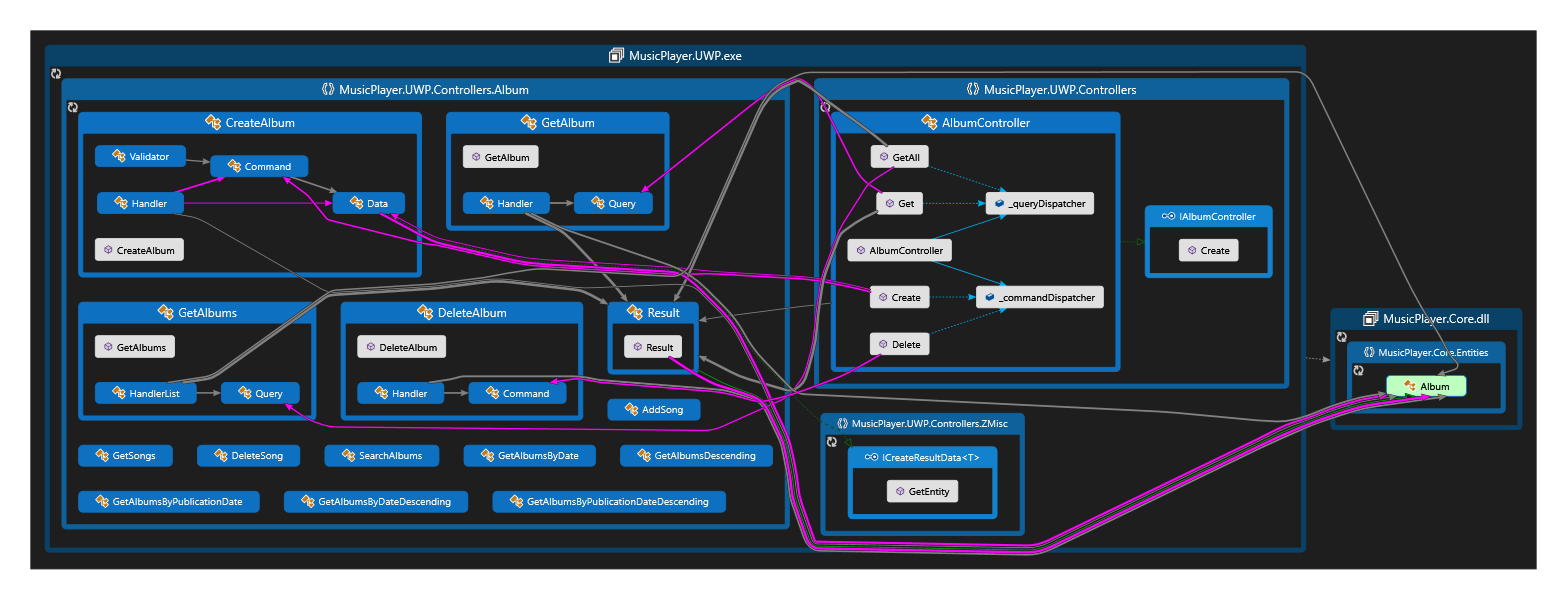 MusicPlayer.UWP.exe
MusicPlayer.UWP.Controllers.Album
CreateAlbum
Validator
Command
Handler
Data
CreateAlbum
GetAlbum
GetAlbum
Handler
Query
GetAlbums
GetAlbums
HandlerList
Query
DeleteAlbum
DeleteAlbum
Handler
Command
Result
Result
AddSong
GetSongs
DeleteSong
SearchAlbums
GetAlbumsByDate
GetAlbumsDescending
GetAlbumsByPublicationDate
GetAlbumsByDateDescending
GetAlbumsByPublicationDateDescending
MusicPlayer.UWP.Controllers
AlbumController
GetAll
Get
_queryDispatcher
AlbumController
Create
_commandDispatcher
Delete
IAlbumController
Create
MusicPlayer.UWP.Controllers.ZMisc
ICreateResultData<T>
GetEntity
MusicPlayer.Core.dll
MusicPlayer.Core.Entities
Album